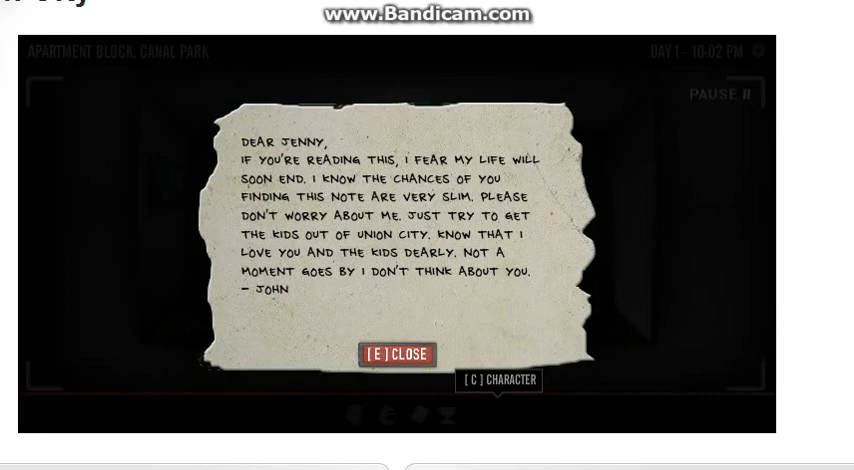 www.Bandicam.com
APARTMENT BLOCK, CANAL PARK
DAY 1 - 10:02 PM
PAUSE II
DEAR JENNY,
IF YOU'RE READING THIS, I FEAR MY LIFE WILL
SOON END. I KNOW THE CHANCES OF YOU
FINDING THIS NOTE ARE VERY SLIM. PLEASE
DON'T WORRY ABOUT ME. JUST TRY TO GET
THE KIDS OUT OF UNION CITY. KNOW THAT I
LOVE YOU AND THE KIDS DEARLY. NOT A
MOMENT GOES BY I DON'T THINK ABOUT YOU.
- JOHN
[ E ] CLOSE
[ C ] CHARACTER